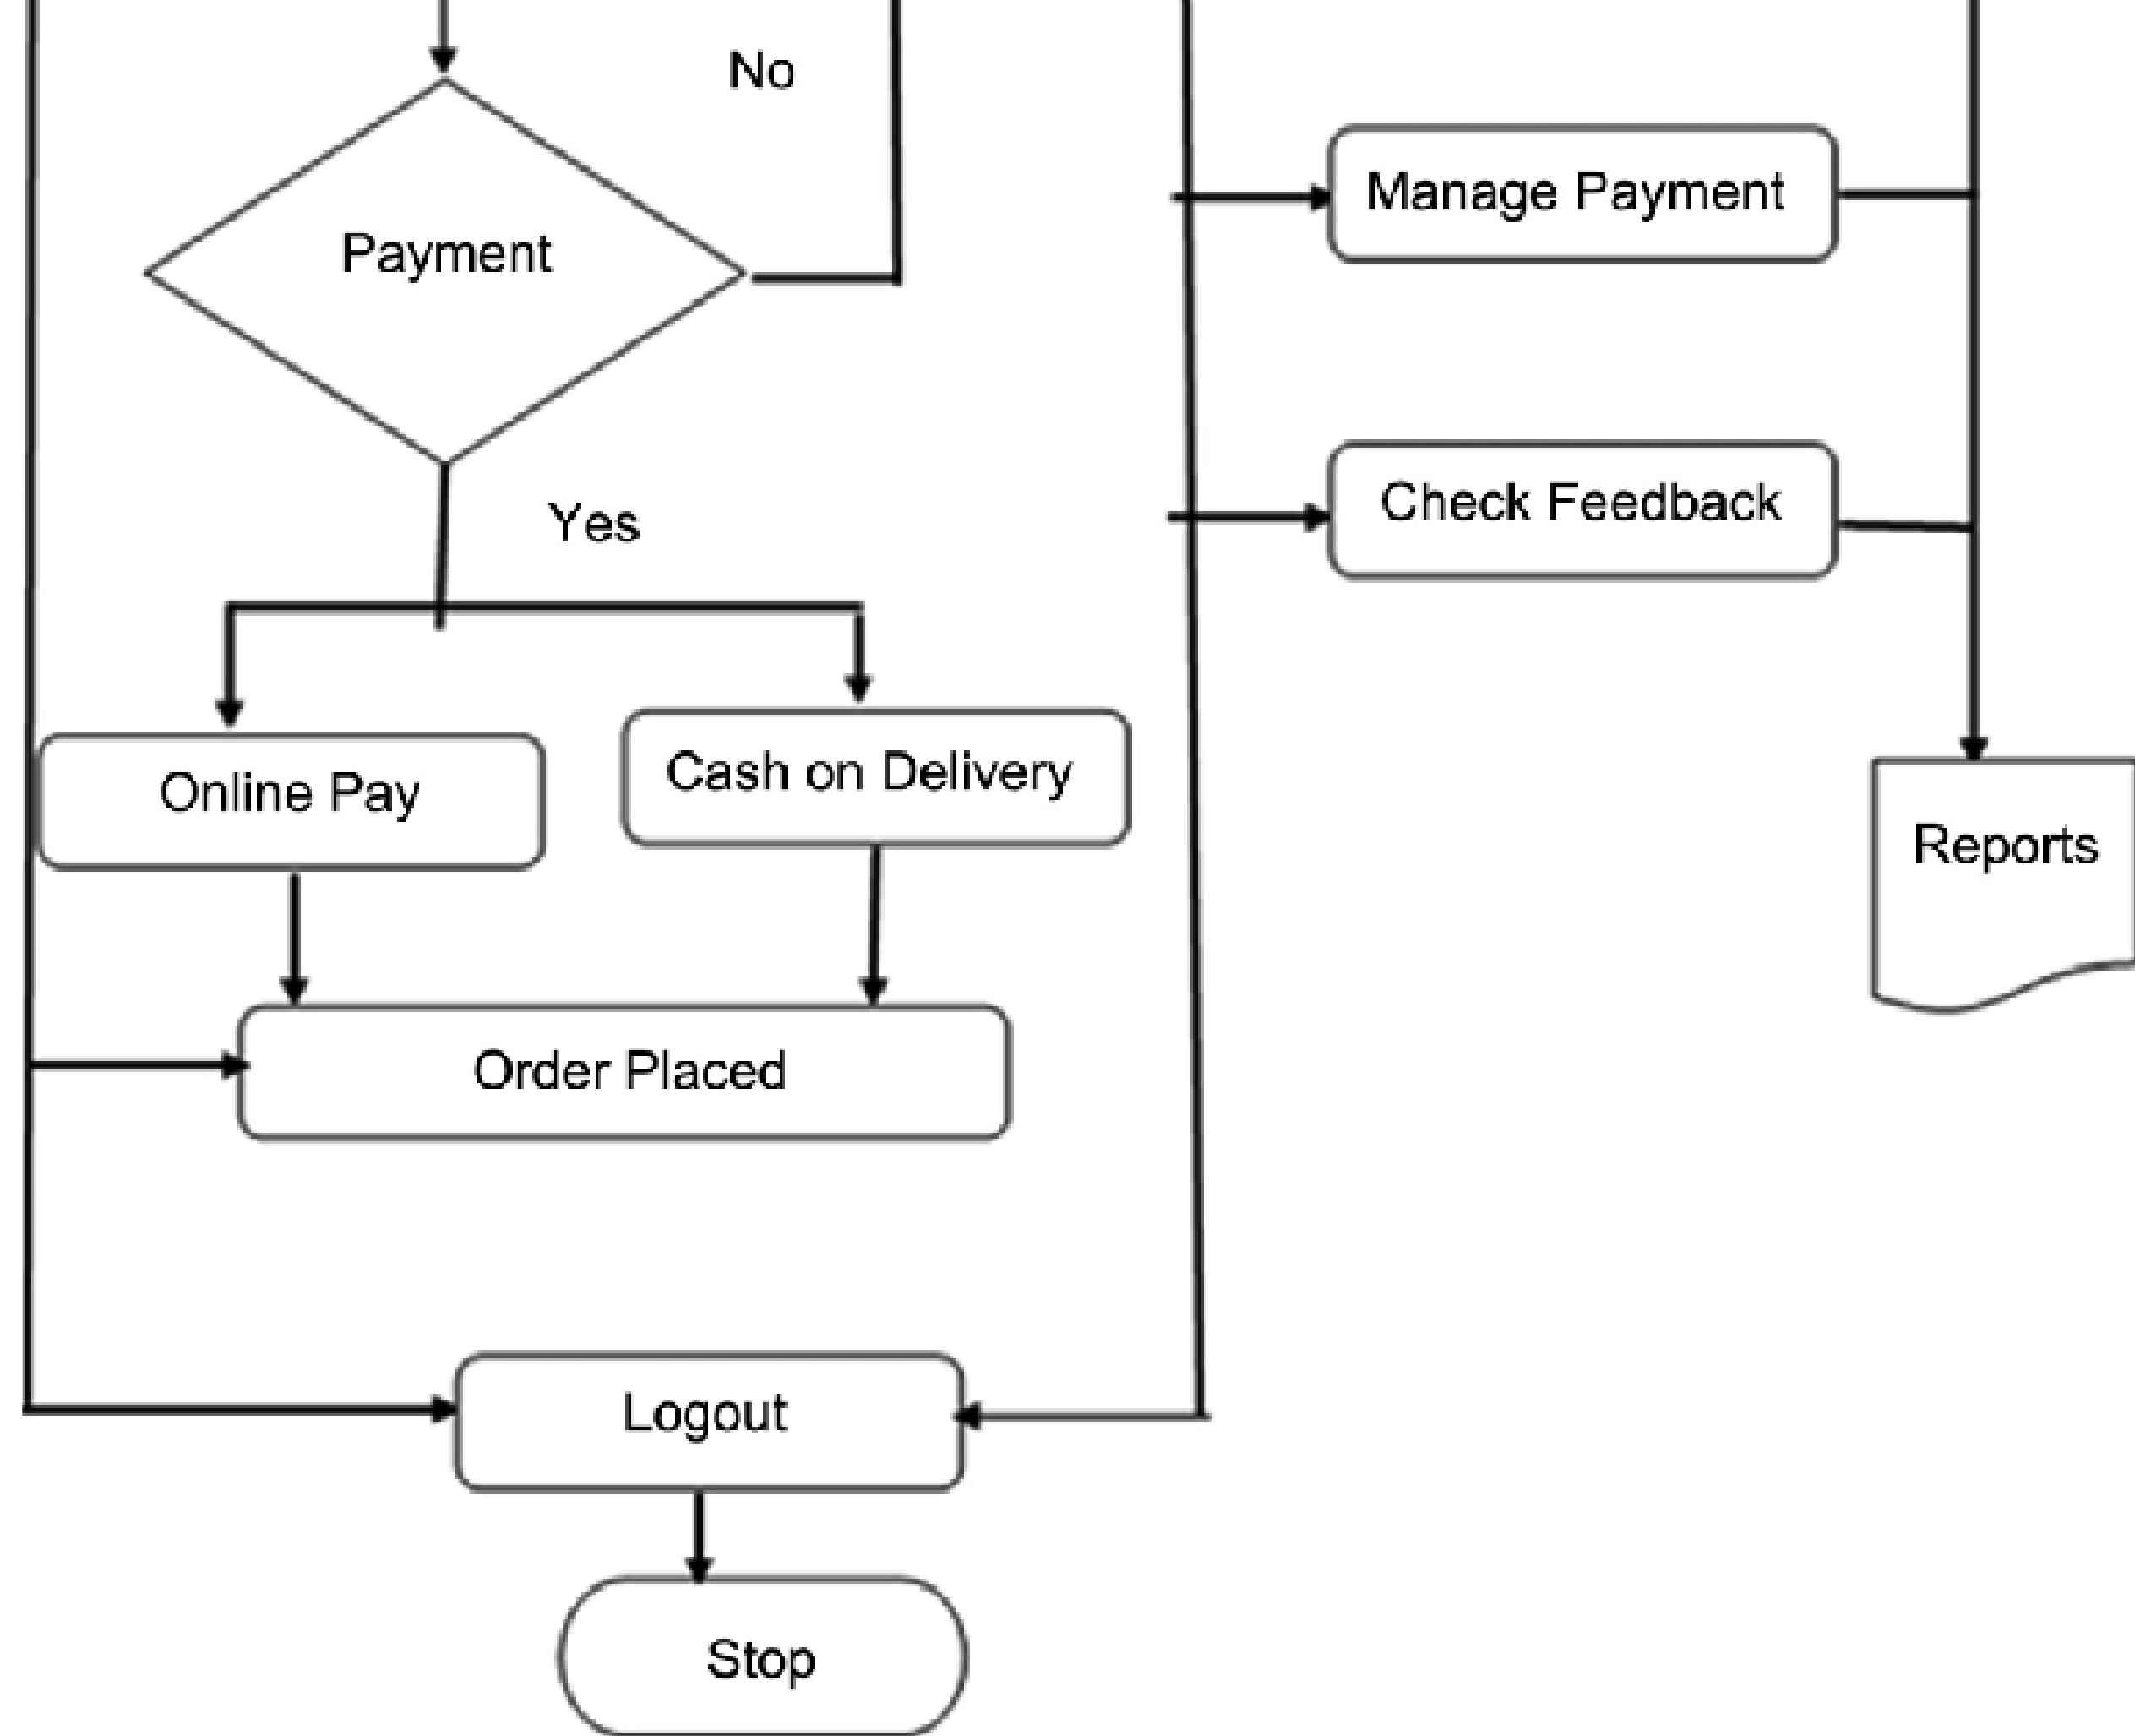 No
Manage Payment
Payment
Check Feedback
Yes
Cash on Delivery
Online Pay
Reports
Order Placed
Logout
Stop